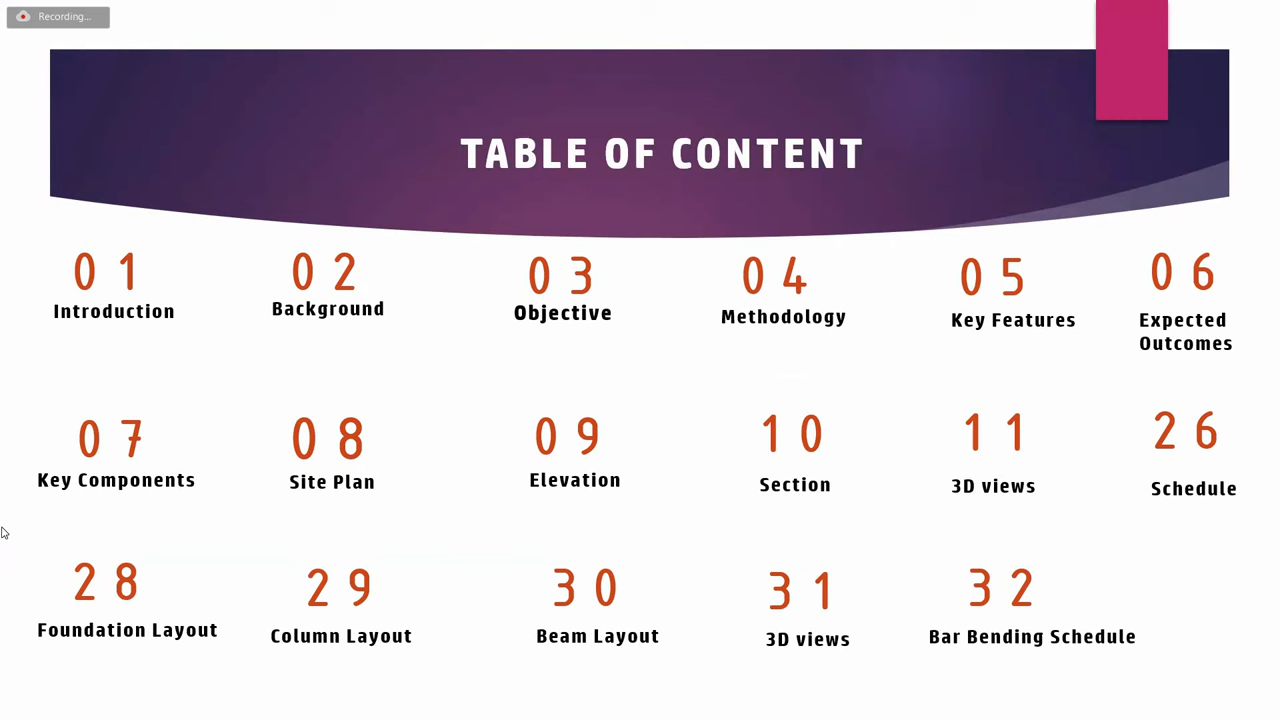 Recording...
TABLE OF CONTENT
01
Introduction
02
Background
03
Objective
04
Methodology
05
Key Features
06
Expected
Outcomes
07
Key Components
08
Site Plan
09
Elevation
10
Section
11
3D views
26
Schedule
28
Foundation Layout
29
Column Layout
30
Beam Layout
31
3D views
32
Bar Bending Schedule